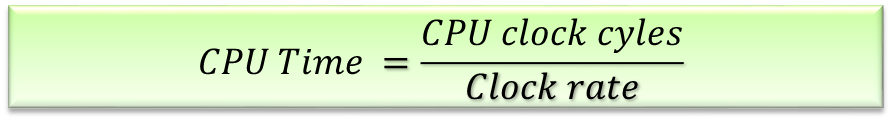 CPU Time = CPU clock cyles
Clock rate